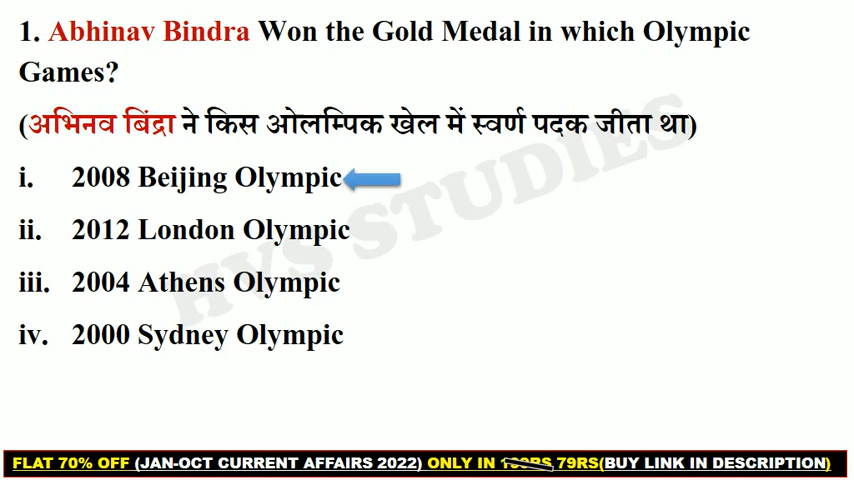 1. Abhinav Bindra Won the Gold Medal in which Olympic
Games?
(अभिनव बिंद्रा ने किस ओलम्पिक खेल में स्वर्ण पदक जीता था)
i. 2008 Beijing Olympic
ii. 2012 London Olympic
iii. 2004 Athens Olympic
iv. 2000 Sydney Olympic
HVS STUDIES
FLAT 70% OFF (JAN-OCT CURRENT AFFAIRS 2022) ONLY IN RS 79RS(BUY LINK IN DESCRIPTION)